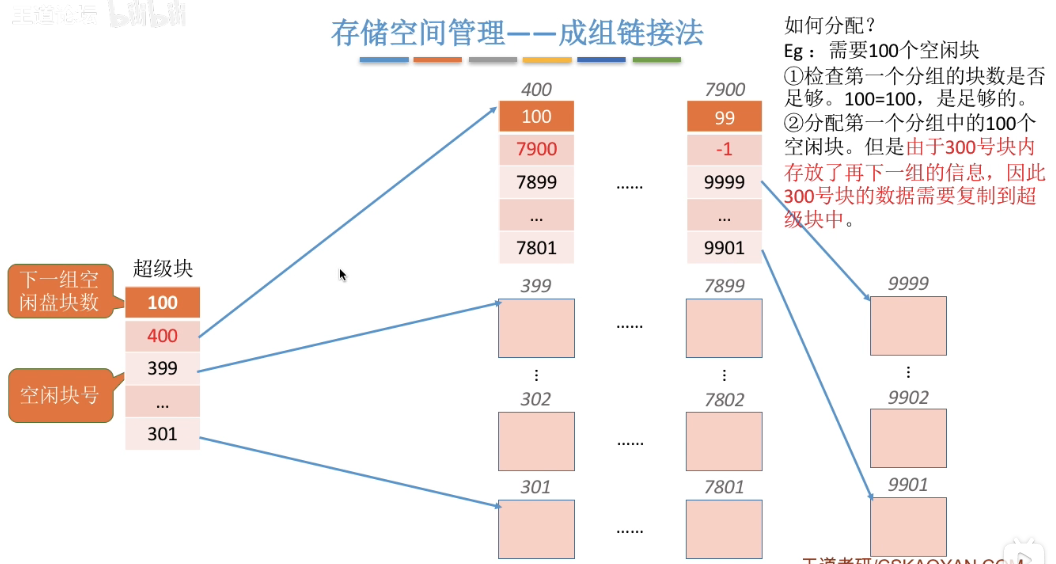 bilibili
存储空间管理——成组链接法
如何分配？
Eg： 需要100个空闲块
①检查第一个分组的块数是否
足够。100=100，是足够的。
②分配第一个分组中的100个
空闲块。但是由于300号块内
存放了再下一组的信息，因此
300号块的数据需要复制到超
级块中。
400
100
7900
7899
...
7801
......
7900
99
-1
9999
...
9901
下一组空
闲盘块数
空闲块号
超级块
100
400
399
...
301
399
......
7899
9999
⋮
⋮
⋮
302
......
7802
9902
301
......
7801
9901
王道考研/CSKAOYAN.COM